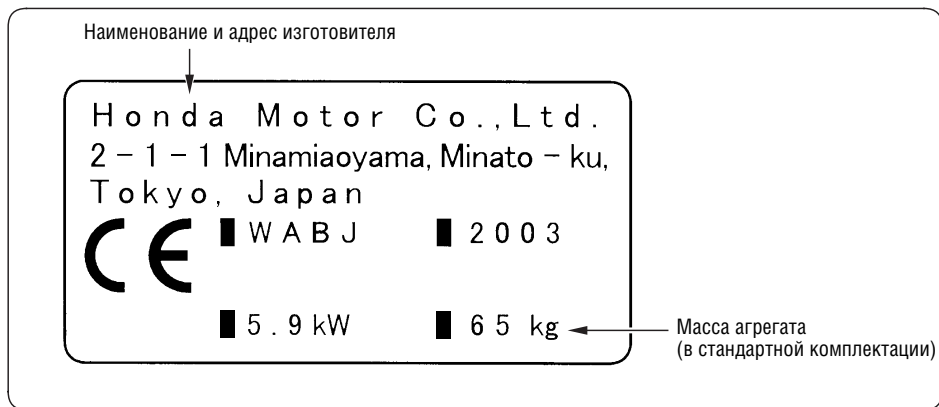 Наименование и адрес изготовителя
Honda Motor Co.,Ltd.
2-1-1 Minamiaoyama, Minato-ku,
Tokyo, Japan
CE WABJ 2003
5.9 kW 65 kg
Масса агрегата
(в стандартной комплектации)